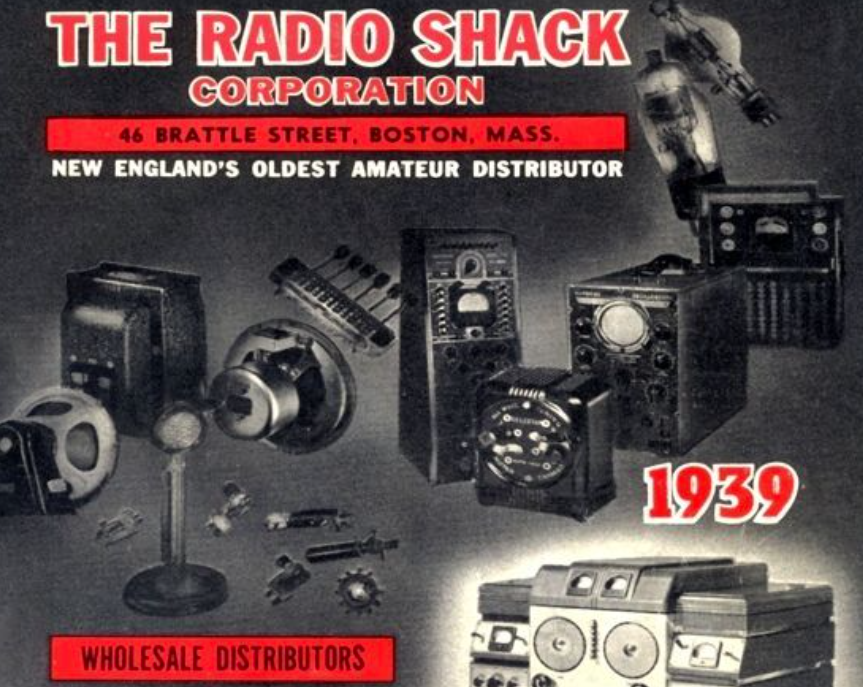 THE RADIO SHACK
CORPORATION
46 BRATTLE STREET, BOSTON, MASS.
NEW ENGLAND'S OLDEST AMATEUR DISTRIBUTOR
1939
WHOLESALE DISTRIBUTORS